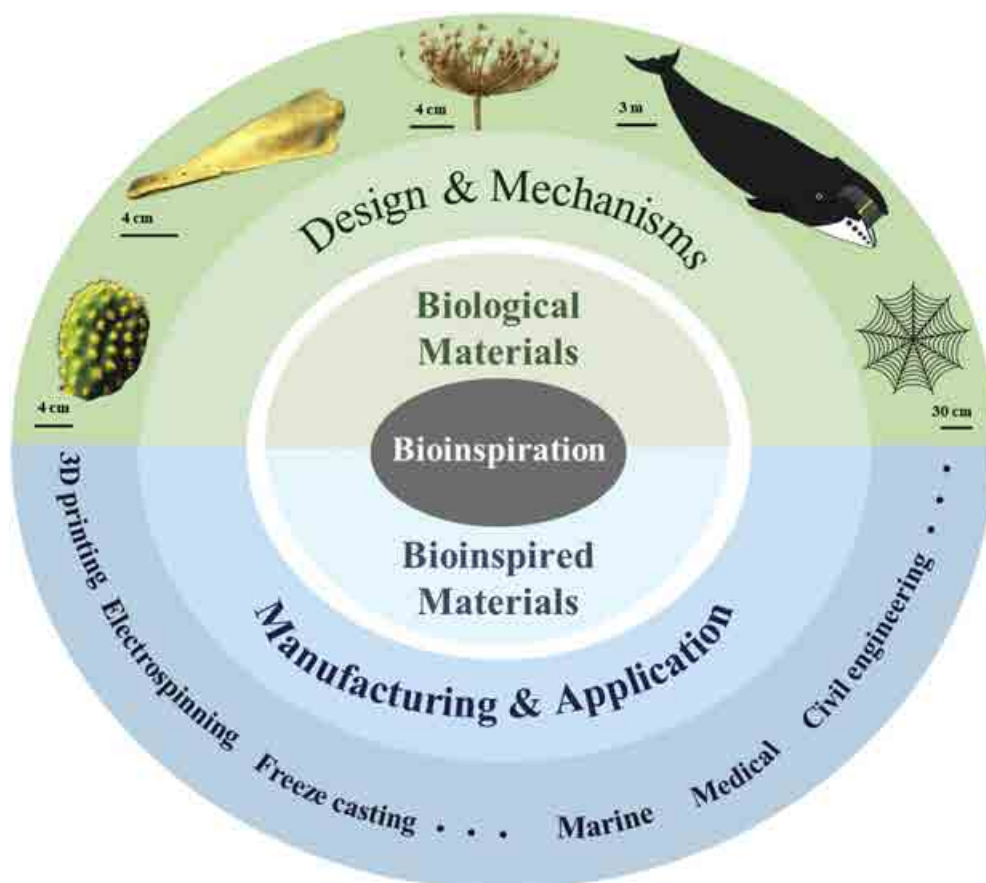 4 cm
3 m
4 cm
4 cm
30 cm
Design & Mechanisms
Biological
Materials
Bioinspiration
Bioinspired
Materials
Manufacturing & Application
3D printing Electrospinning Freeze casting . . .
Marine Medical Civil engineering . . .